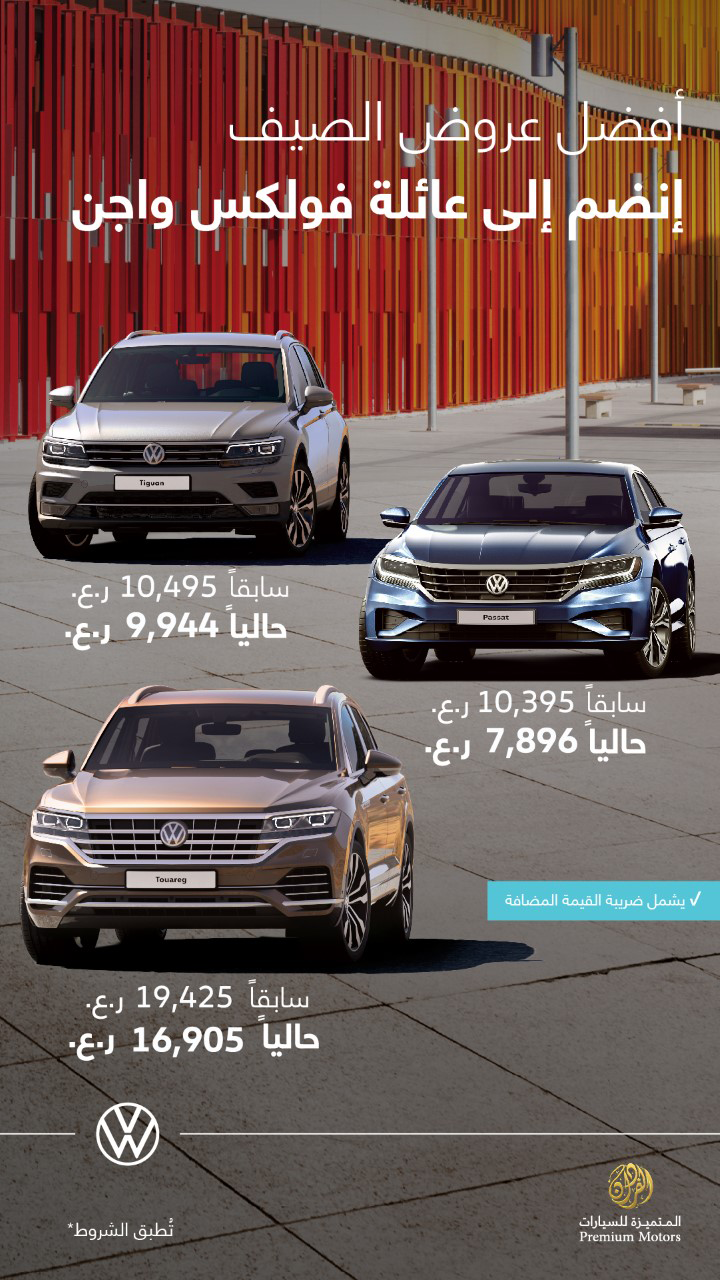 أفضل عروض الصيف
إنضم إلى عائلة فولكس واجن
Tiguan
سابقاً 10,495 ر.ع.
حالياً 9,944 ر.ع.
Passat
سابقاً 10,395 ر.ع.
حالياً 7,896 ر.ع.
Touareg
✓ يشمل ضريبة القيمة المضافة
سابقاً 19,425 ر.ع.
حالياً 16,905 ر.ع.
المتميزة للسيارات
Premium Motors
تُطبق الشروط*